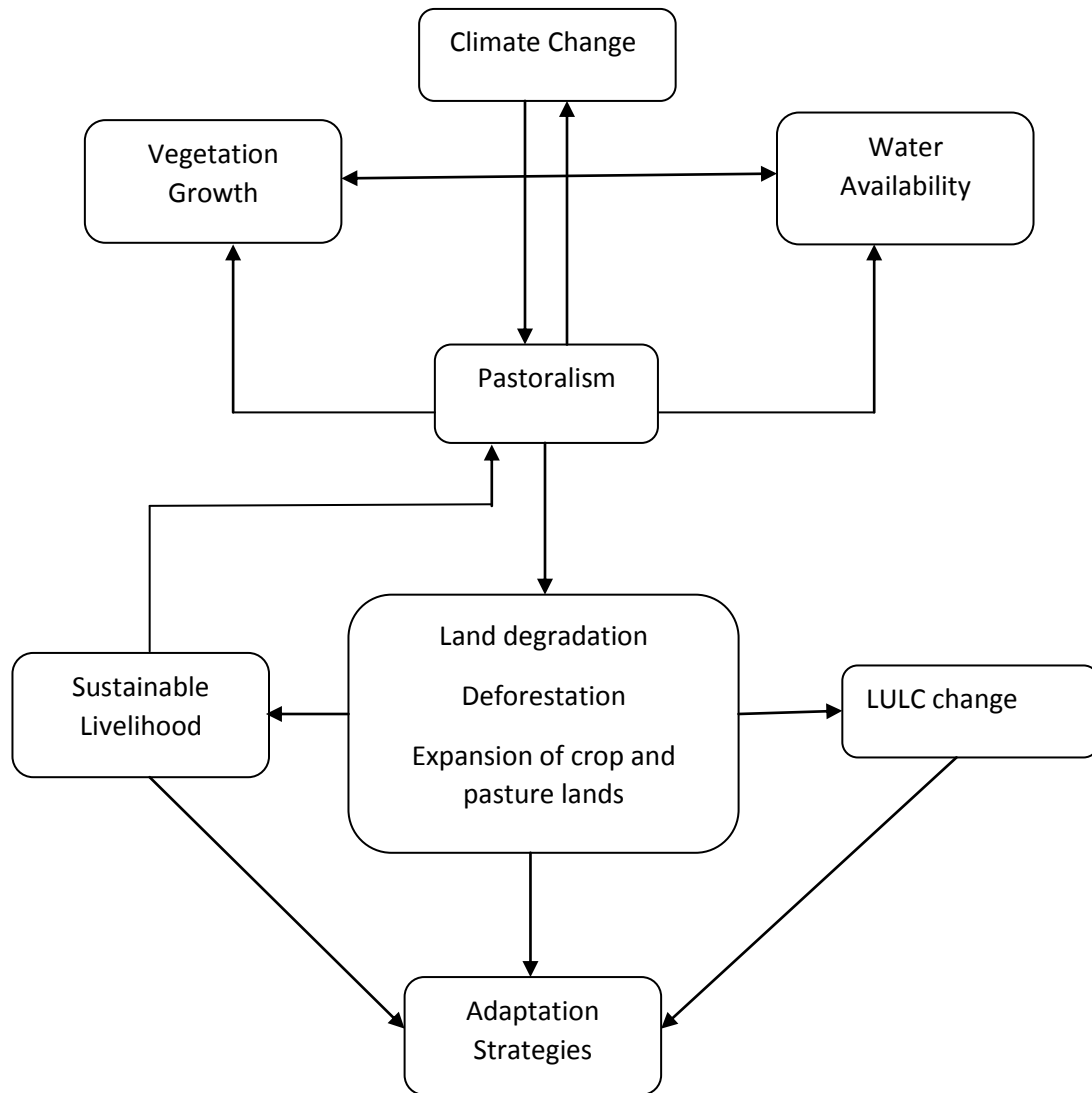 Climate Change
Vegetation
Growth
Water
Availability
Pastoralism
Land degradation
Deforestation
Expansion of crop and
pasture lands
Sustainable
Livelihood
LULC change
Adaptation
Strategies